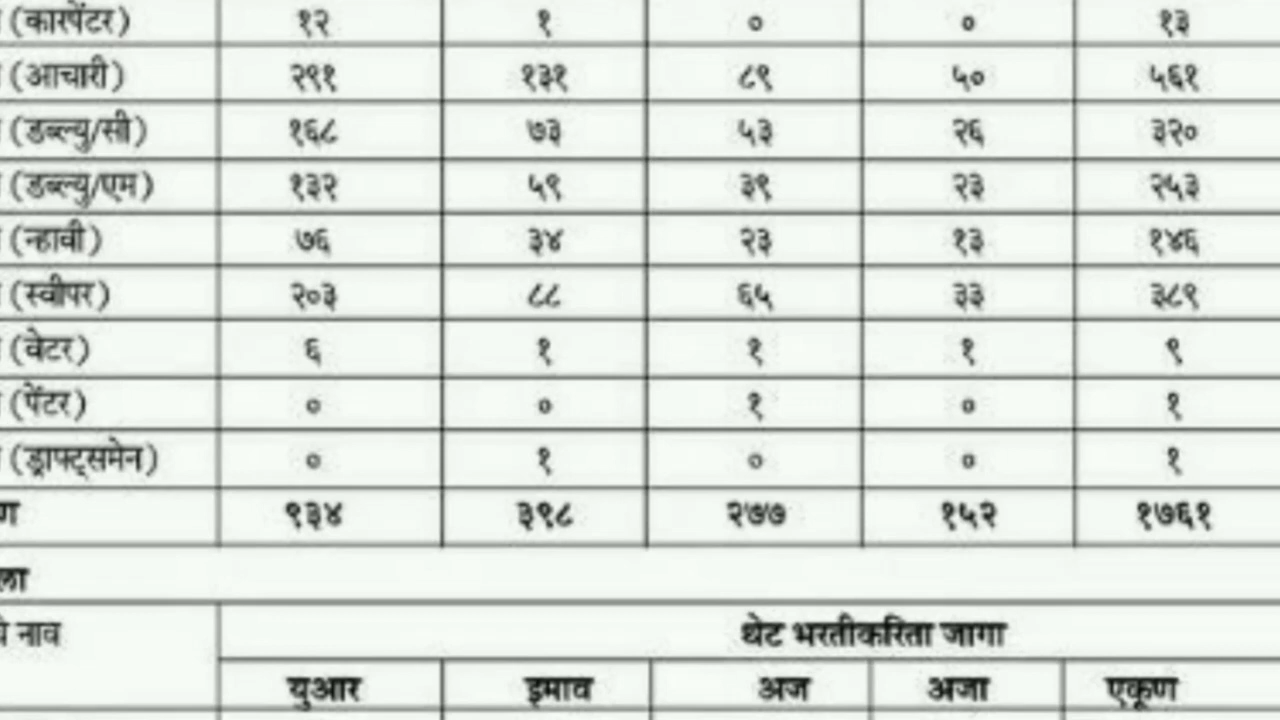 (कारपेंटर) १२ १ ० ० १३
(आचारी) २९१ १३१ ८९ ५० ५६१
(डब्ल्यु/सी) १६८ ७३ ५३ २६ ३२०
(डब्ल्यु/एम) १३२ ५९ ३९ २३ २५३
(न्हावी) ७६ ३४ २३ १३ १४६
(स्वीपर) २०३ ८८ ६५ ३३ ३८९
(वेटर) ६ १ १ १ ९
(पेंटर) ० ० १ ० १
(ड्राफ्ट्समेन) ० १ ० ० १
९३४ ३९८ २७७ १५२ १७६१
नाव थेट भरतीकरिता जागा
युआर इमाव अज अजा एकूण